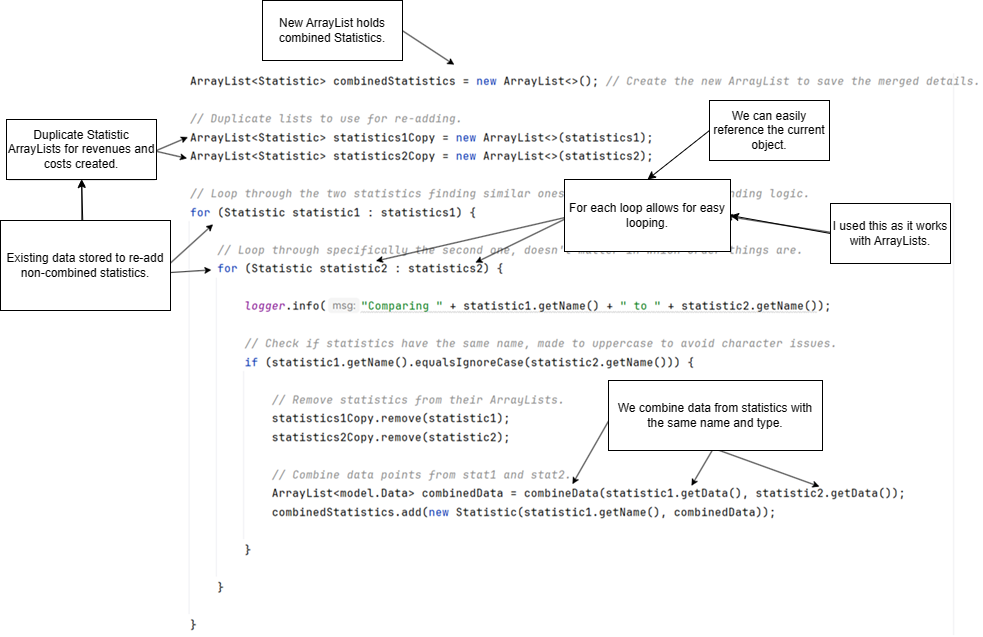 New ArrayList holds
combined Statistics.
ArrayList<Statistic> combinedStatistics = new ArrayList<>(); // Create the new ArrayList to save the merged details.
// Duplicate lists to use for re-adding.
We can easily
reference the current
object.
Duplicate Statistic
ArrayLists for revenues and
costs created.
ArrayList<Statistic> statistics1Copy = new ArrayList<>(statistics1);
ArrayList<Statistic> statistics2Copy = new ArrayList<>(statistics2);
// Loop through the two statistics finding similar ones logic.
for (Statistic statistic1 : statistics1) {
For each loop allows for easy
looping.
I used this as it works
with ArrayLists.
Existing data stored to re-add
non-combined statistics.
// Loop through specifically the second one, things are.
for (Statistic statistic2 : statistics2) {
logger.info( msg: "Comparing " + statistic1.getName() + " to " + statistic2.getName());
// Check if statistics have the same name, made to uppercase to avoid character issues.
if (statistic1.getName().equalsIgnoreCase(statistic2.getName())) {
// Remove statistics from their ArrayLists.
statistics1Copy.remove(statistic1);
statistics2Copy.remove(statistic2);
We combine data from statistics with
the same name and type.
// Combine data points from stat1 and stat2.
ArrayList<model.Data> combinedData = combineData(statistic1.getData(), statistic2.getData());
combinedStatistics.add(new Statistic(statistic1.getName(), combinedData));
}
}
}